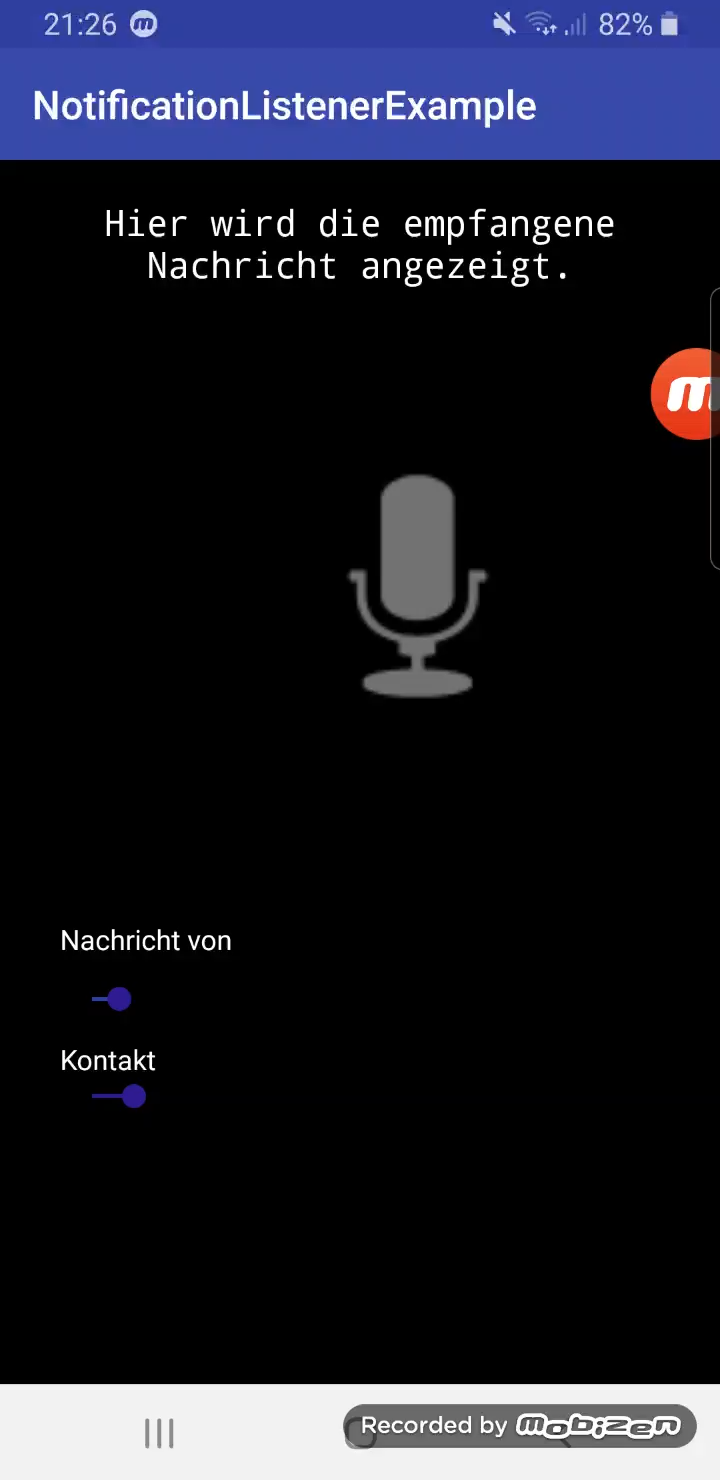 21:26
82%
NotificationListenerExample
Hier wird die empfangene
Nachricht angezeigt.
m
Nachricht von
Kontakt
Recorded by mobizen